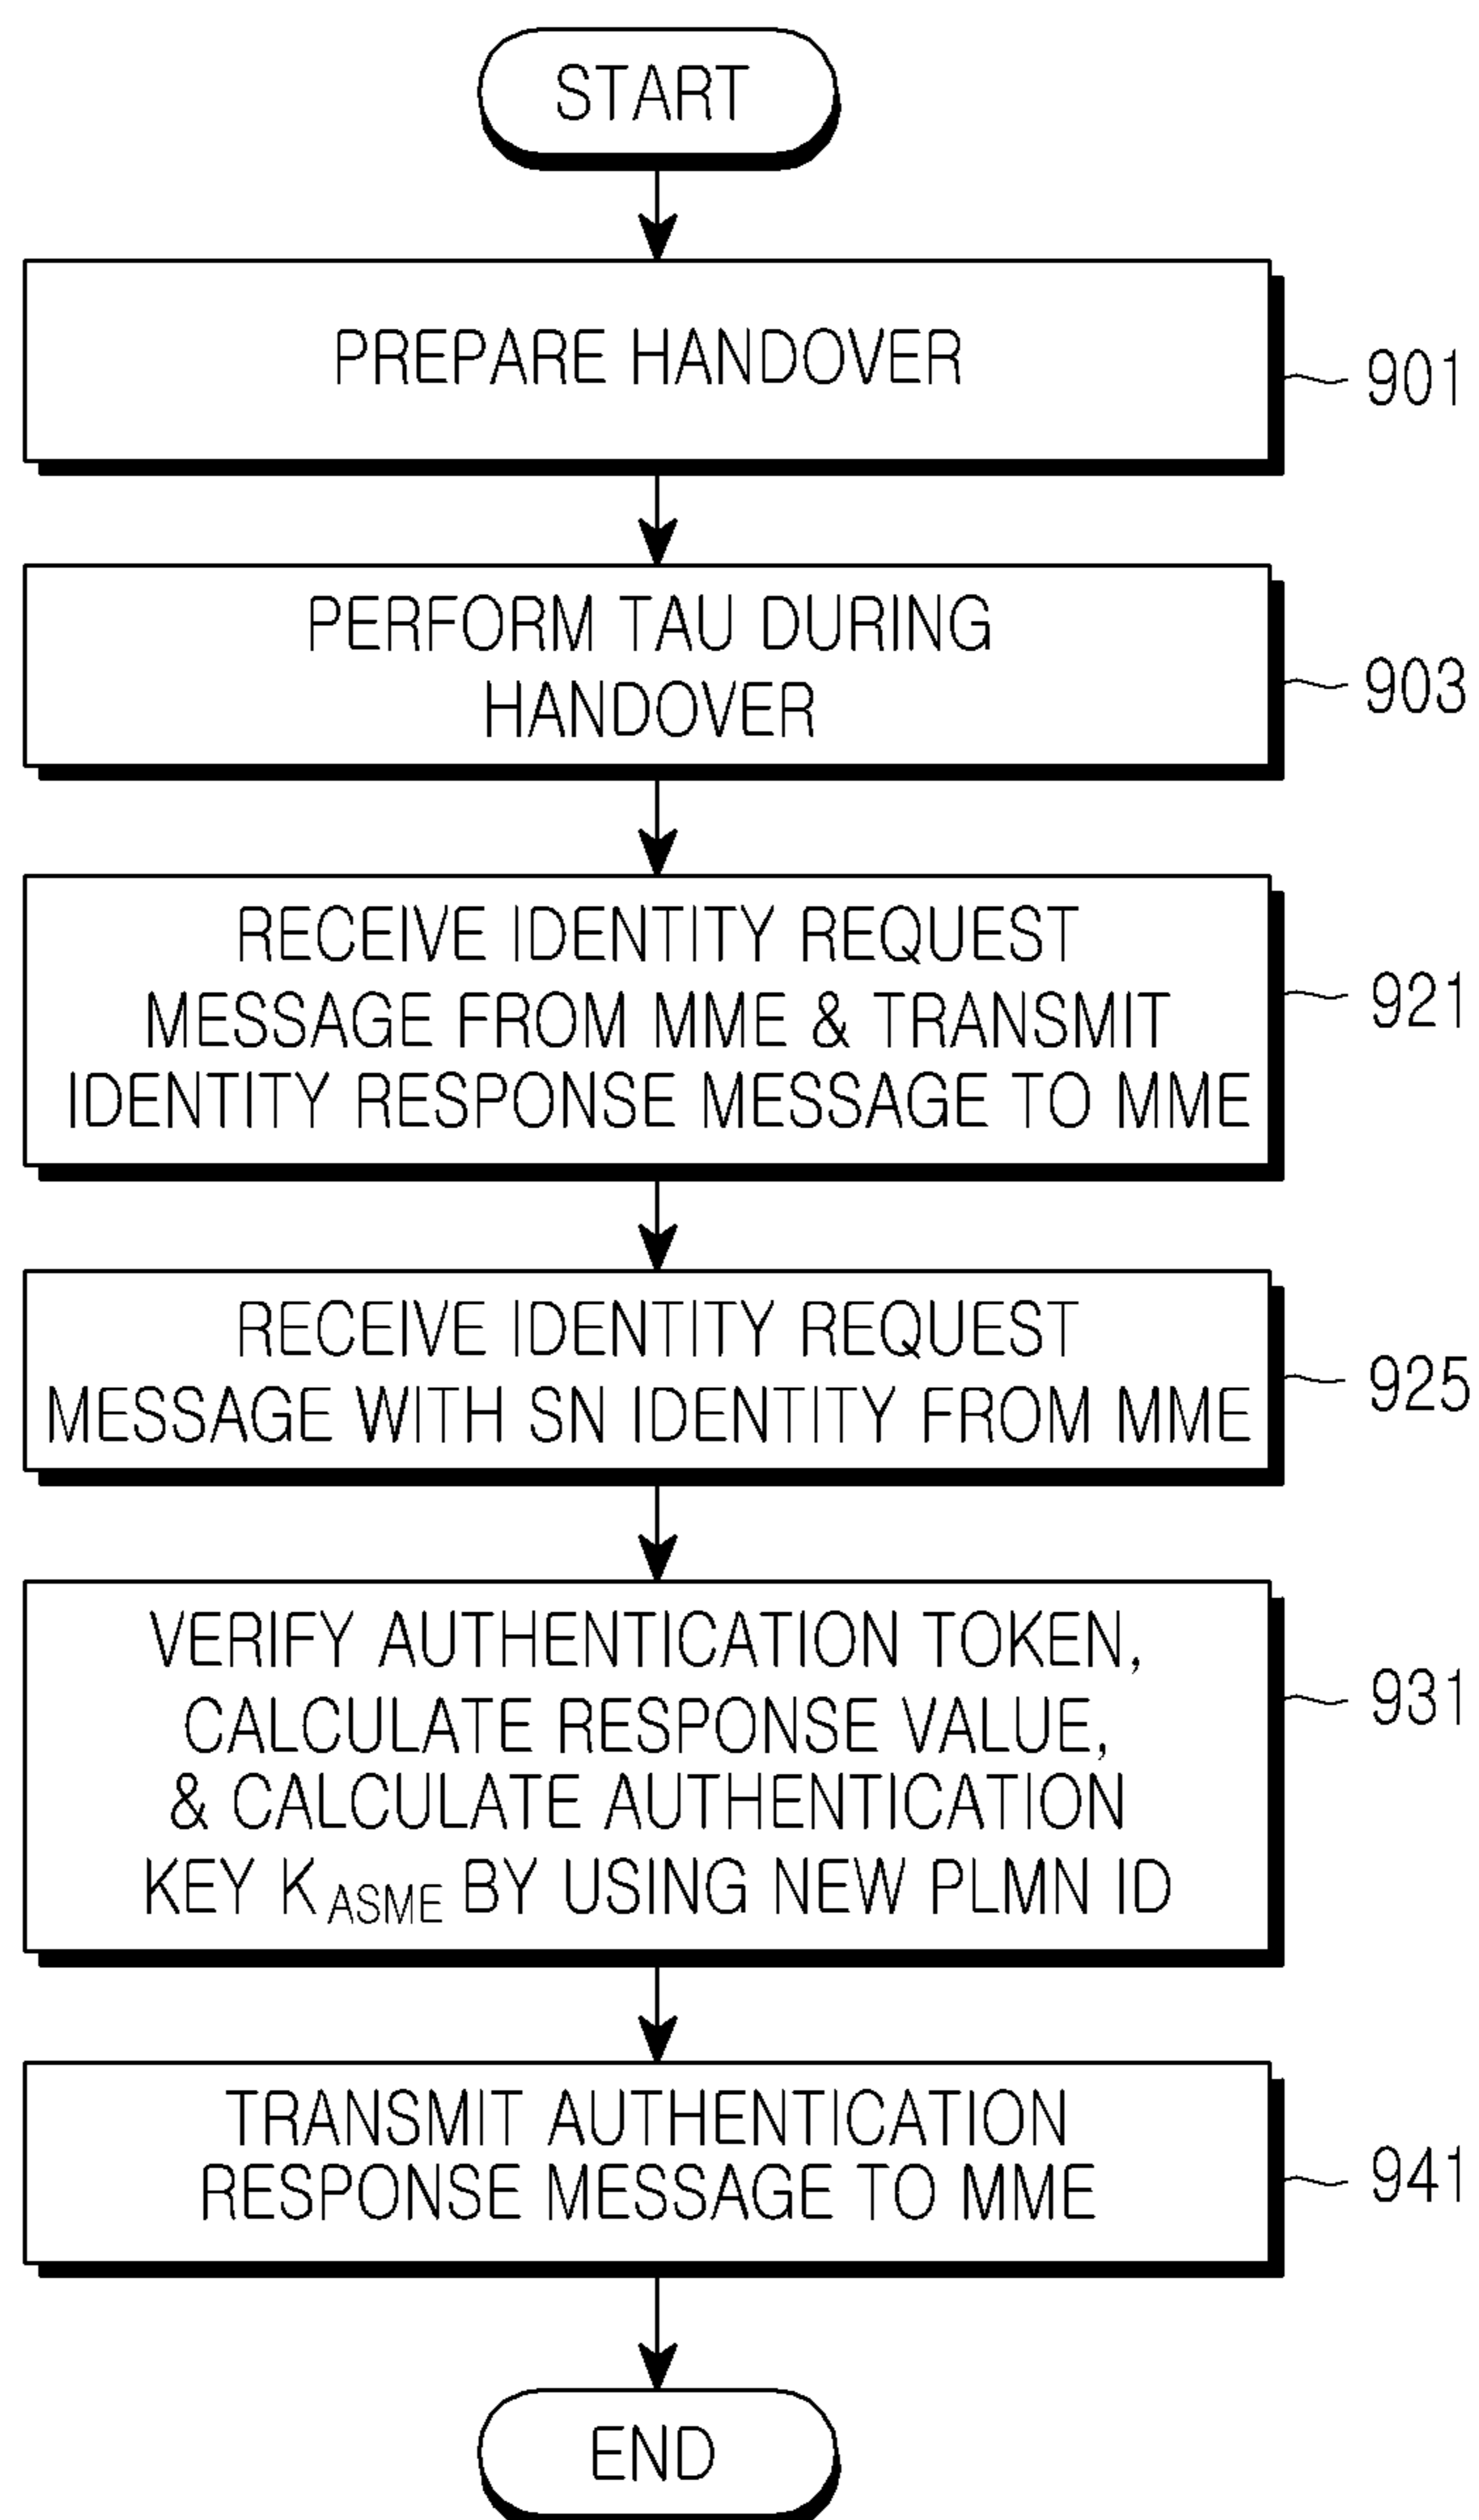 START
PREPARE HANDOVER
901
PERFORM TAU DURING
HANDOVER
903
RECEIVE IDENTITY REQUEST
MESSAGE FROM MME & TRANSMIT
IDENTITY RESPONSE MESSAGE TO MME
921
RECEIVE IDENTITY REQUEST
MESSAGE WITH SN IDENTITY FROM MME
925
VERIFY AUTHENTICATION TOKEN,
CALCULATE RESPONSE VALUE,
& CALCULATE AUTHENTICATION
KEY K ASME BY USING NEW PLMN ID
931
TRANSMIT AUTHENTICATION
RESPONSE MESSAGE TO MME
941
END